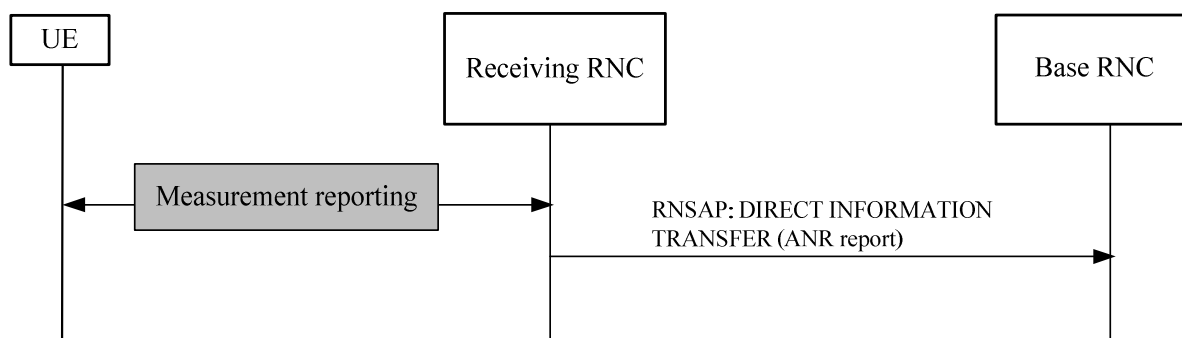 UE
Receiving RNC
Base RNC
Measurement reporting
RNSAP: DIRECT INFORMATION
TRANSFER (ANR report)